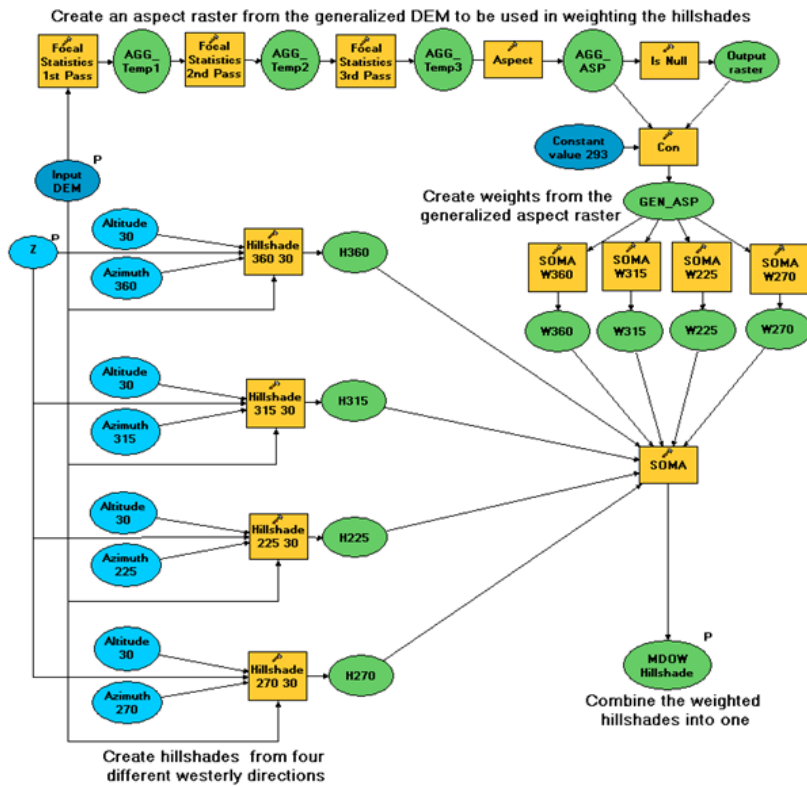 Create an aspect raster from the generalized DEM to be used in weighting the hillshades
Focal
Statistics
1st Pass
AGG_
Temp1
Focal
Statistics
2nd Pass
AGG_
Temp2
Focal
Statistics
3rd Pass
AGG_
Temp3
Aspect
AGG_
ASP
Is Null
Output
raster
P
Input
DEM
Constant
value 293
Con
Create weights from the
generalized aspect raster
GEN_ASP
P
Z
Altitude
30
Azimuth
360
Hillshade
360 30
H360
SOMA
W360
SOMA
W315
SOMA
W225
SOMA
W270
W360
W315
W225
W270
Altitude
30
Azimuth
315
Hillshade
315 30
H315
SOMA
Altitude
30
Azimuth
225
Hillshade
225 30
H225
Altitude
30
Azimuth
270
Hillshade
270 30
H270
P
MDOW
Hillshade
Combine the weighted
hillshades into one
Create hillshades from four
different westerly directions